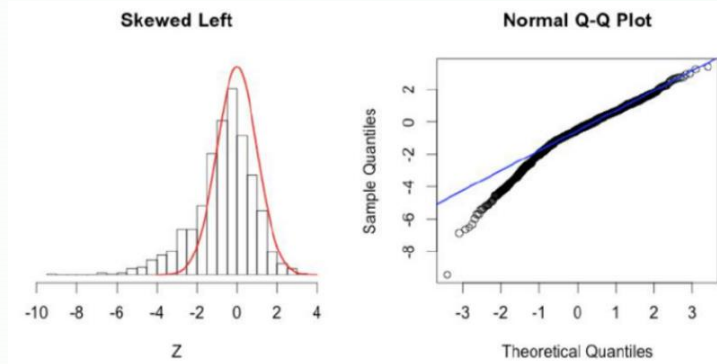 Skewed Left
-10 -8 -6 -4 -2 0 2 4
Z
Normal Q-Q Plot
Sample Quantiles
2
0
-2
-4
-6
-8
-3 -2 -1 0 1 2 3
Theoretical Quantiles